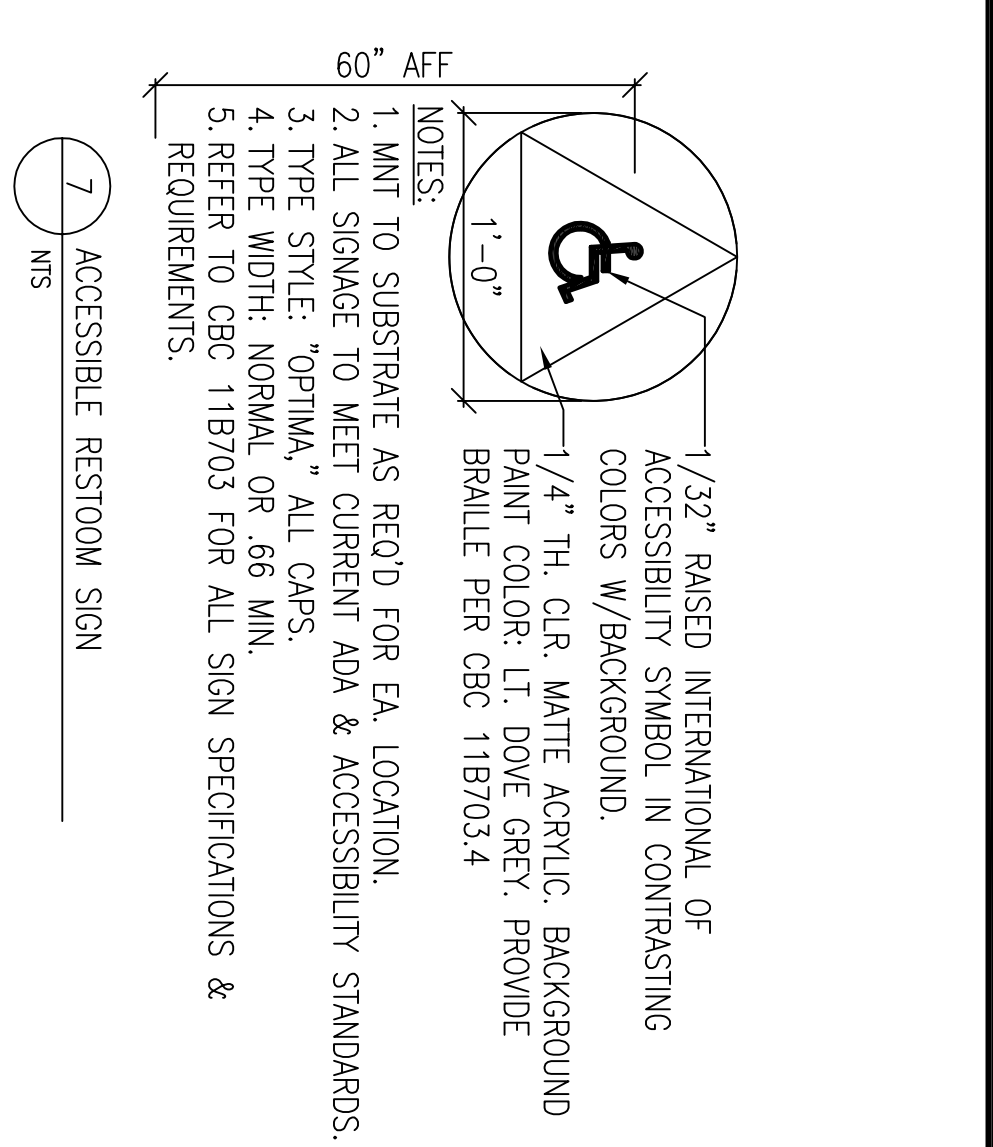 1/32" RAISED INTERNATIONAL OF
ACCESSIBILITY SYMBOL IN CONTRASTING
COLORS W/BACKGROUND.
1/4" TH. CLR. MATTE ACRYLIC. BACKGROUND
PAINT COLOR: LT. DOVE GREY. PROVIDE
BRAILLE PER CBC 11B703.4
1'-0"
60" AFF
NOTES:
1. MNT TO SUBSTRATE AS REQ'D FOR EA. LOCATION.
2. ALL SIGNAGE TO MEET CURRENT ADA & ACCESSIBILITY STANDARDS.
3. TYPE STYLE: "OPTIMA," ALL CAPS.
4. TYPE WIDTH: NORMAL OR .66 MIN.
5. REFER TO CBC 11B703 FOR ALL SIGN SPECIFICATIONS &
REQUIREMENTS.
7 ACCESSIBLE RESTOOM SIGN
NTS